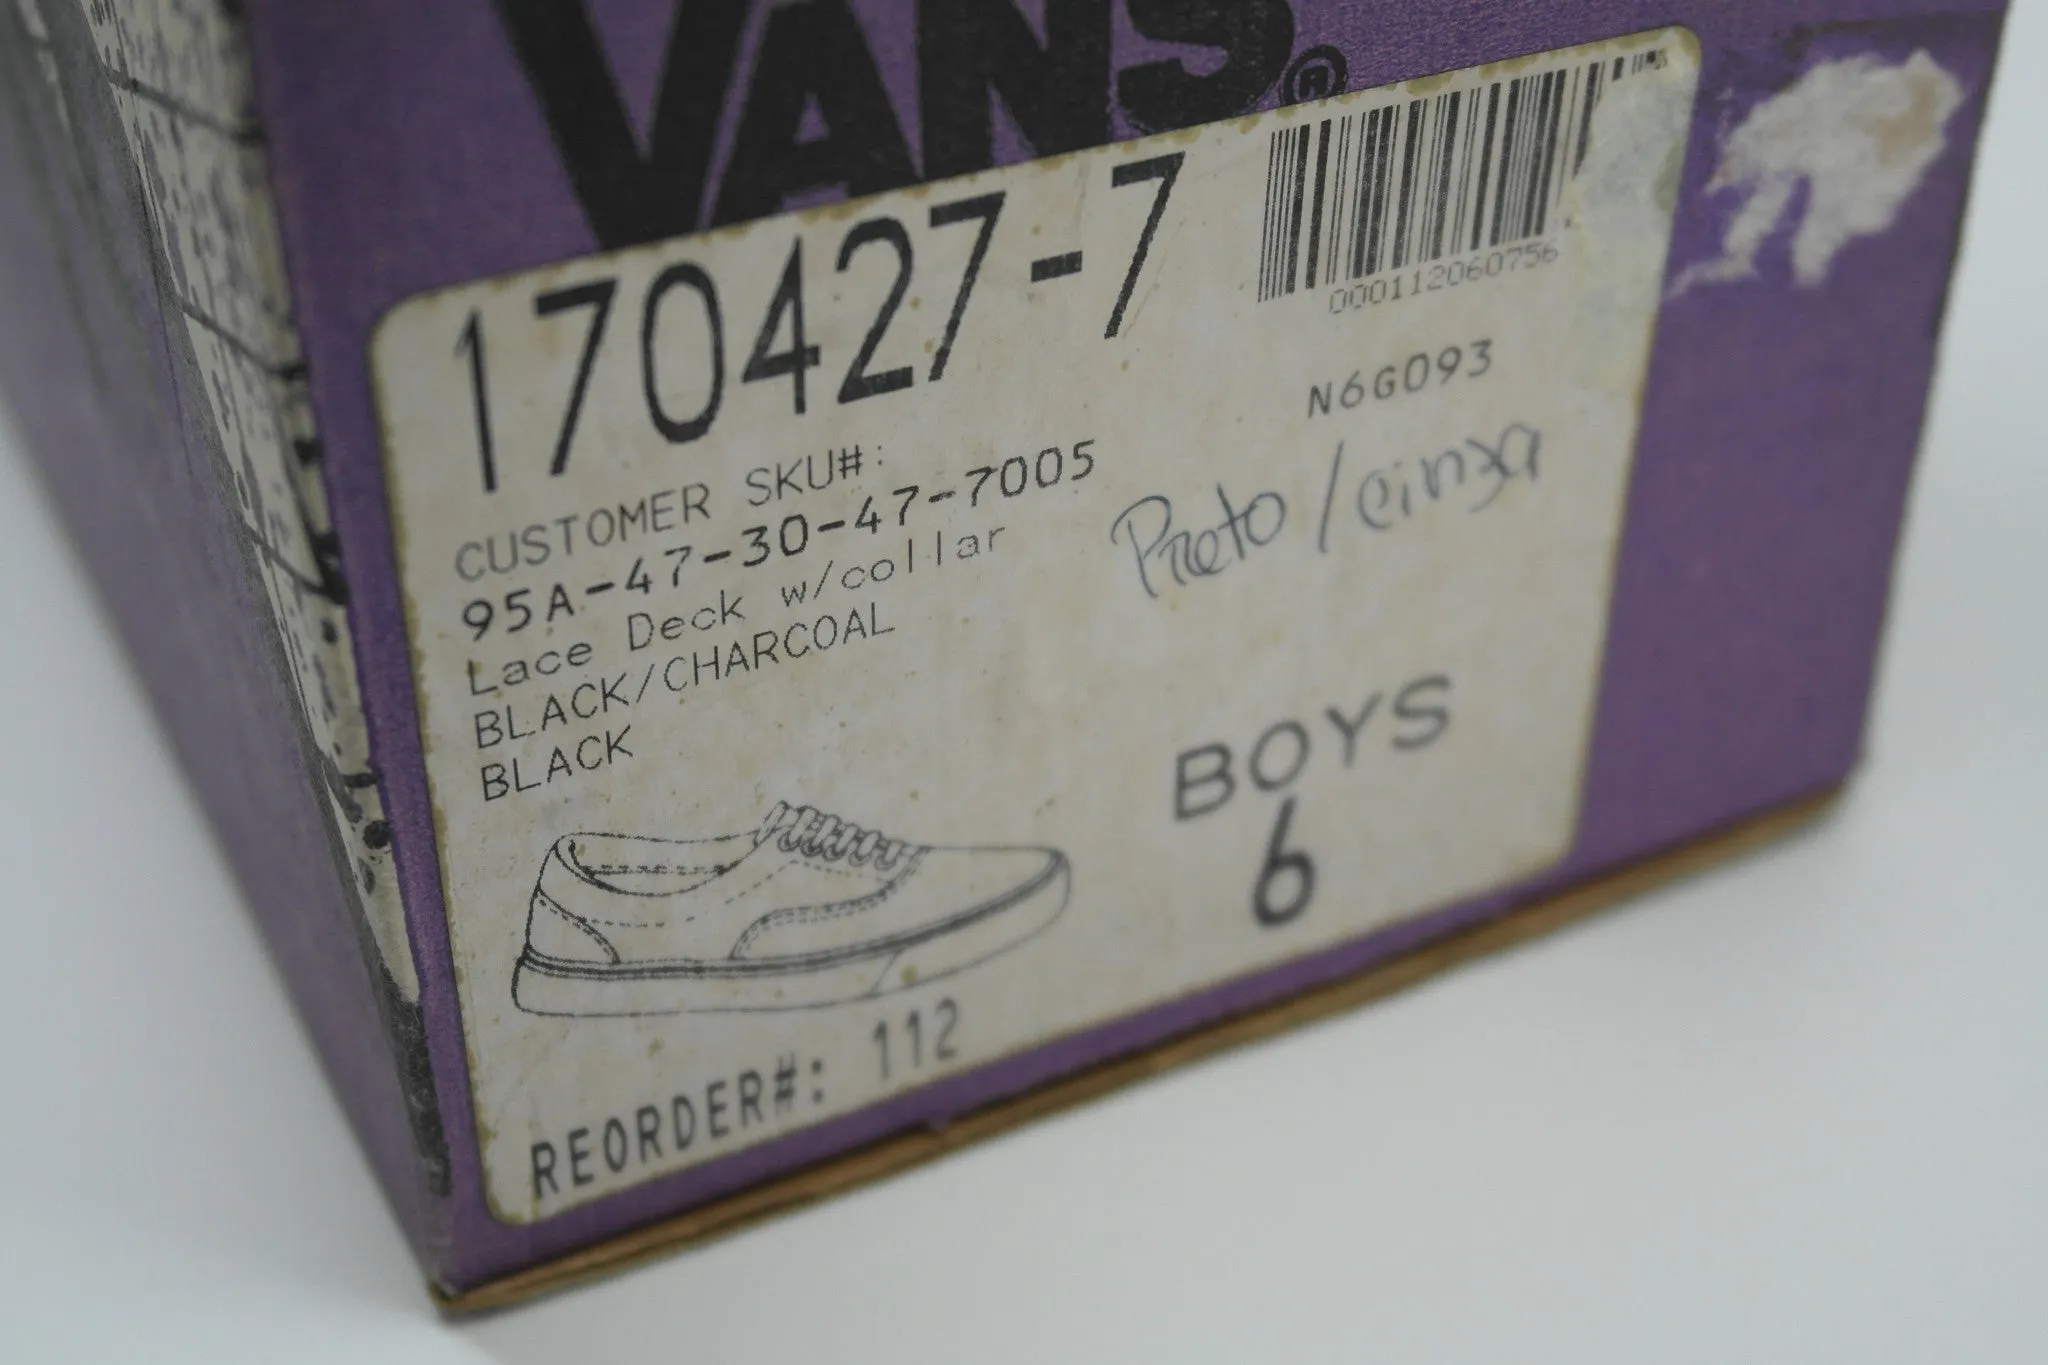 VANS®
170427-7
000112060756
N6G093
CUSTOMER SKU#:
95A-47-30-47-7005
Lace Deck w/collar
BLACK/CHARCOAL
BLACK
Preto/cinza
BOYS
6
REORDER#: 112